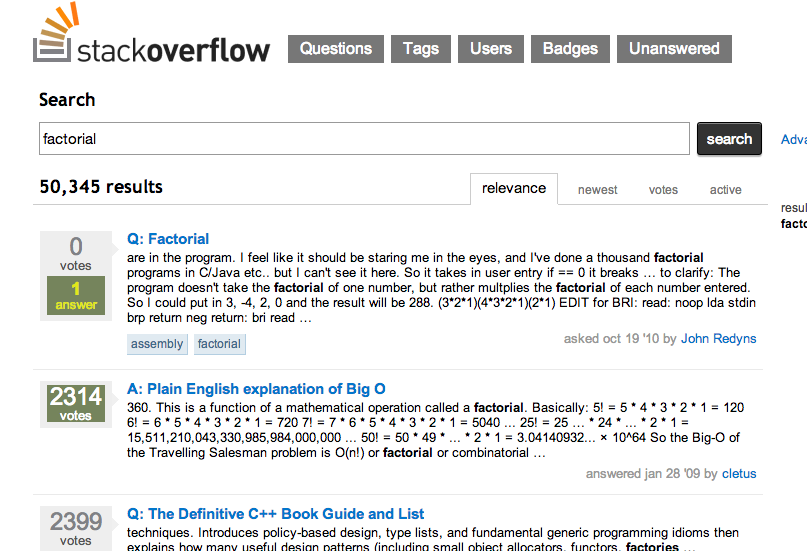 stackoverflow
Questions Tags Users Badges Unanswered
Search
factorial search
50,345 results relevance newest votes active
0
votes
1
answer
Q: Factorial
are in the program. I feel like it should be staring me in the eyes, and I've done a thousand factorial
programs in C/Java etc.. but I can't see it here. So it takes in user entry if == 0 it breaks ... to clarify: The
program doesn't take the factorial of one number, but rather multplies the factorial of each number entered.
So I could put in 3, -4, 2, 0 and the result will be 288. (3*2*1)(4*3*2*1)(2*1) EDIT for BRI: read: noop lda stdin
brp return neg return: bri read ...
assembly factorial
asked oct 19 '10 by John Redyns
2314
votes
A: Plain English explanation of Big O
360. This is a function of a mathematical operation called a factorial. Basically: 5! = 5 * 4 * 3 * 2 * 1 = 120
6! = 6 * 5 * 4 * 3 * 2 * 1 = 720 7! = 7 * 6 * 5 * 4 * 3 * 2 * 1 = 5040 ... 25! = 25 ... * 24 * ... * 2 * 1 =
15,511,210,043,330,985,984,000,000 ... 50! = 50 * 49 * ... * 2 * 1 = 3.04140932... × 10^64 So the Big-O of
the Travelling Salesman problem is O(n!) or factorial or combinatorial ...
answered jan 28 '09 by cletus
2399
votes
Q: The Definitive C++ Book Guide and List
techniques. Introduces policy-based design, type lists, and fundamental generic programming idioms then
explains how many useful design patterns (including small object allocators, functors, factories ...